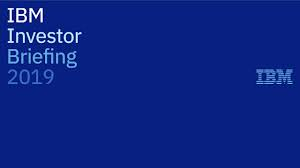 IBM
Investor
Briefing
2019
IBM